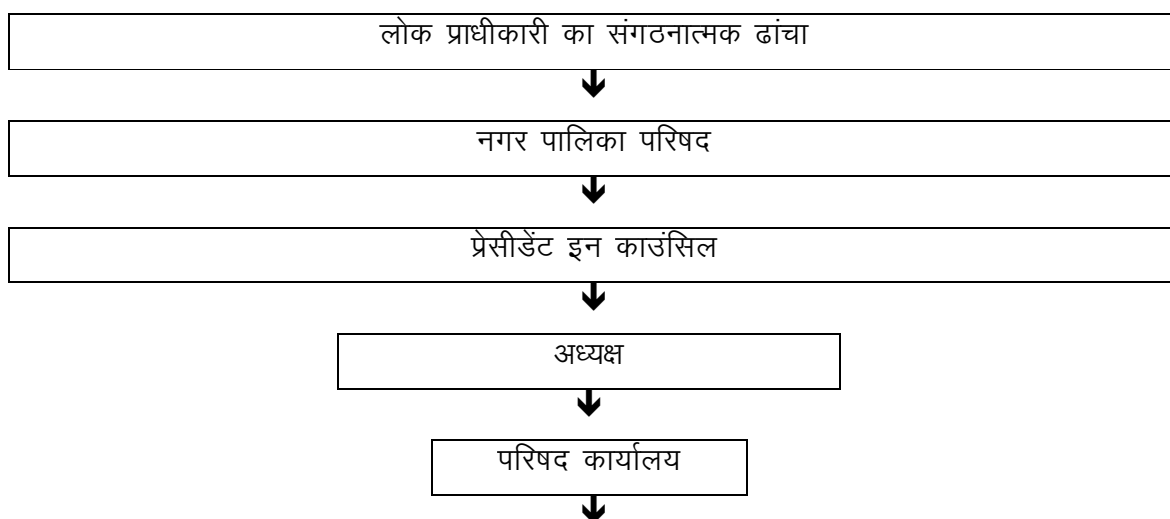 लोक प्राधीकारी का संगठनात्मक ढांचा
नगर पालिका परिषद
प्रेसीडेंट इन काउंसिल
अध्यक्ष
परिषद कार्यालय